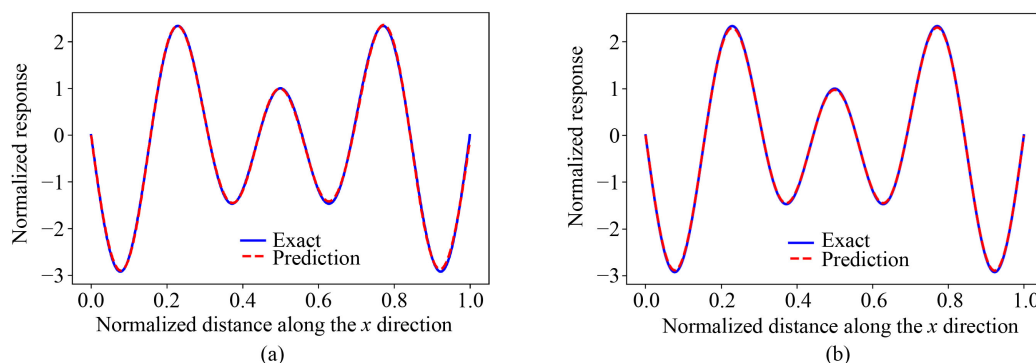 2
1
0
−1
−2
−3
Normalized response
Exact
Prediction
0.0 0.2 0.4 0.6 0.8 1.0
Normalized distance along the x direction
(a)
2
1
0
−1
−2
−3
Normalized response
Exact
Prediction
0.0 0.2 0.4 0.6 0.8 1.0
Normalized distance along the x direction
(b)